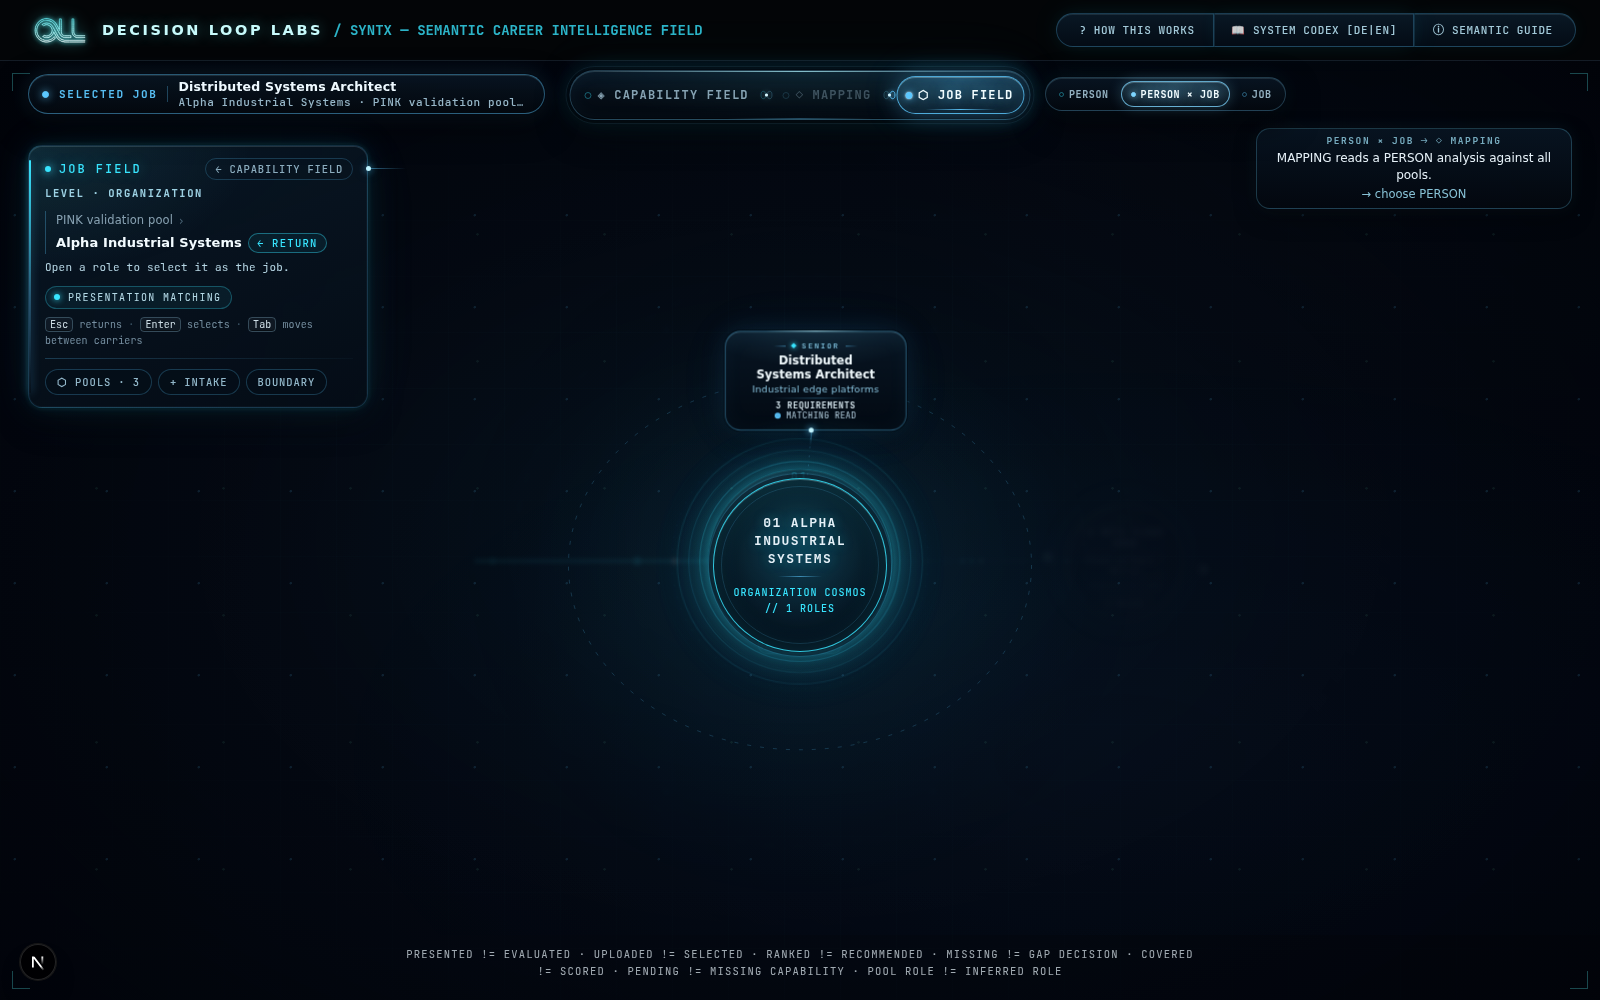 DECISION LOOP LABS / SYNTX — SEMANTIC CAREER INTELLIGENCE FIELD
? HOW THIS WORKS
SYSTEM CODEX [DE|EN]
SEMANTIC GUIDE
SELECTED JOB
Distributed Systems Architect
Alpha Industrial Systems · PINK validation pool…
CAPABILITY FIELD
MAPPING
JOB FIELD
PERSON
PERSON × JOB
JOB
PERSON × JOB → ◇ MAPPING
MAPPING reads a PERSON analysis against all
pools.
→ choose PERSON
JOB FIELD
← CAPABILITY FIELD
LEVEL · ORGANIZATION
PINK validation pool ›
Alpha Industrial Systems
← RETURN
Open a role to select it as the job.
PRESENTATION MATCHING
Esc returns · Enter selects · Tab moves
between carriers
POOLS · 3
+ INTAKE
BOUNDARY
SENIOR
Distributed
Systems Architect
Industrial edge platforms
3 REQUIREMENTS
MATCHING READ
01 ALPHA
INDUSTRIAL
SYSTEMS
ORGANIZATION COSMOS
// 1 ROLES
PRESENTED != EVALUATED · UPLOADED != SELECTED · RANKED != RECOMMENDED · MISSING != GAP DECISION · COVERED
!= SCORED · PENDING != MISSING CAPABILITY · POOL ROLE != INFERRED ROLE